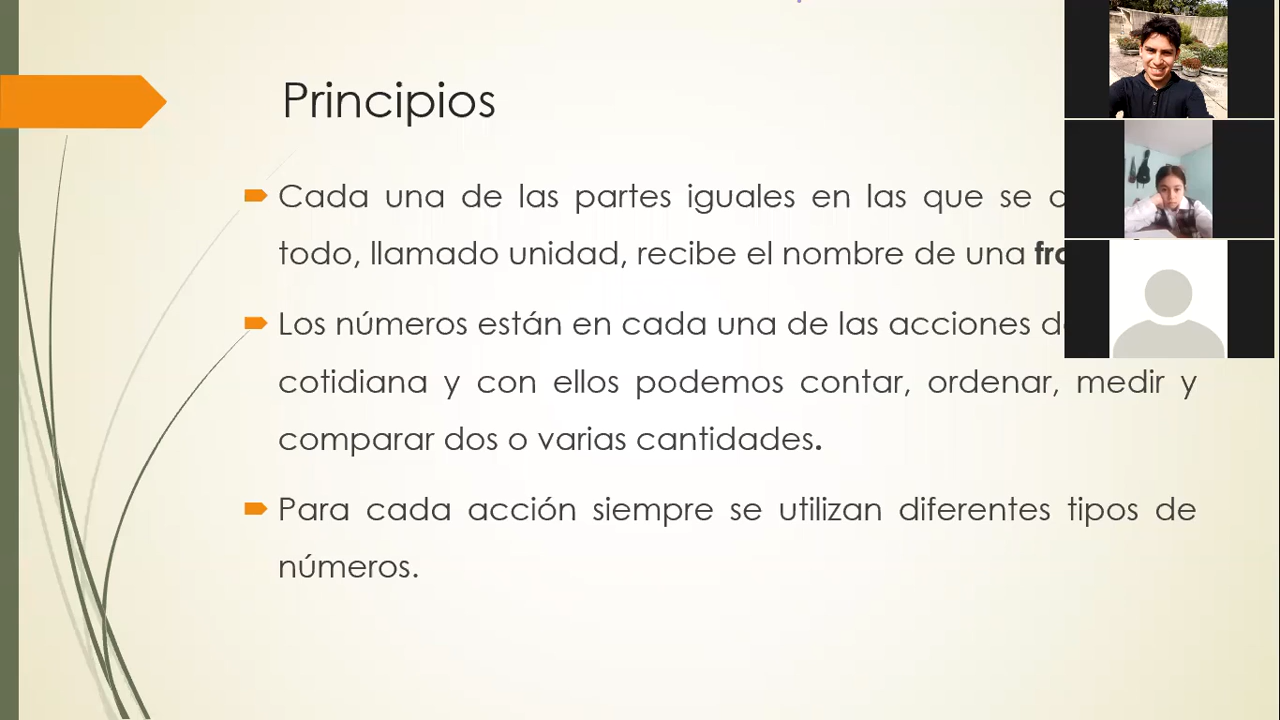 Principios
Cada una de las partes iguales en las que se
todo, llamado unidad, recibe el nombre de una
Los números están en cada una de las acciones
cotidiana y con ellos podemos contar, ordenar, medir y
comparar dos o varias cantidades.
Para cada acción siempre se utilizan diferentes tipos de
números.